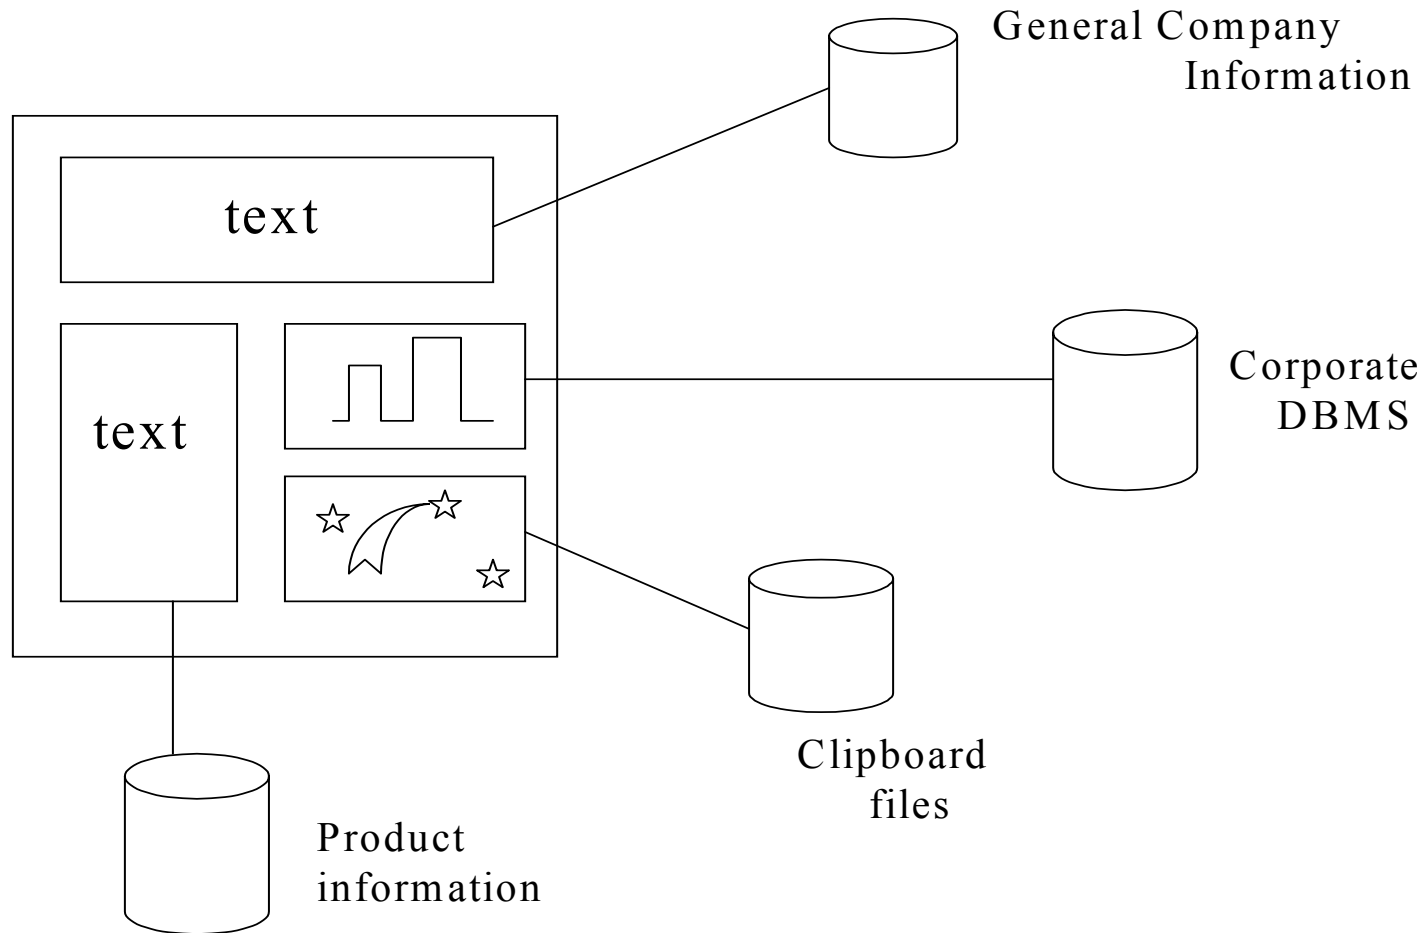 General Company
Information
text
text
Corporate
DBMS
Clipboard
files
Product
information